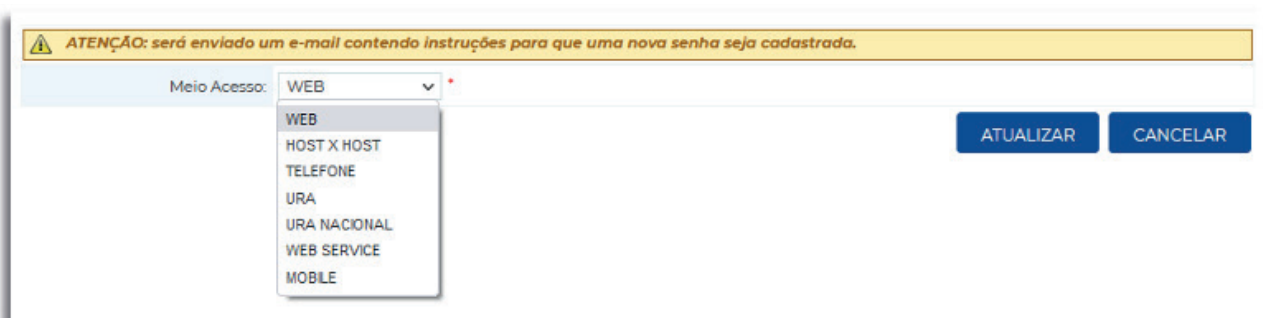 ATENÇÃO: será enviado um e-mail contendo instruções para que uma nova senha seja cadastrada.
Meio Acesso: WEB *
WEB
HOST X HOST
TELEFONE
URA
URA NACIONAL
WEB SERVICE
MOBILE
ATUALIZAR CANCELAR